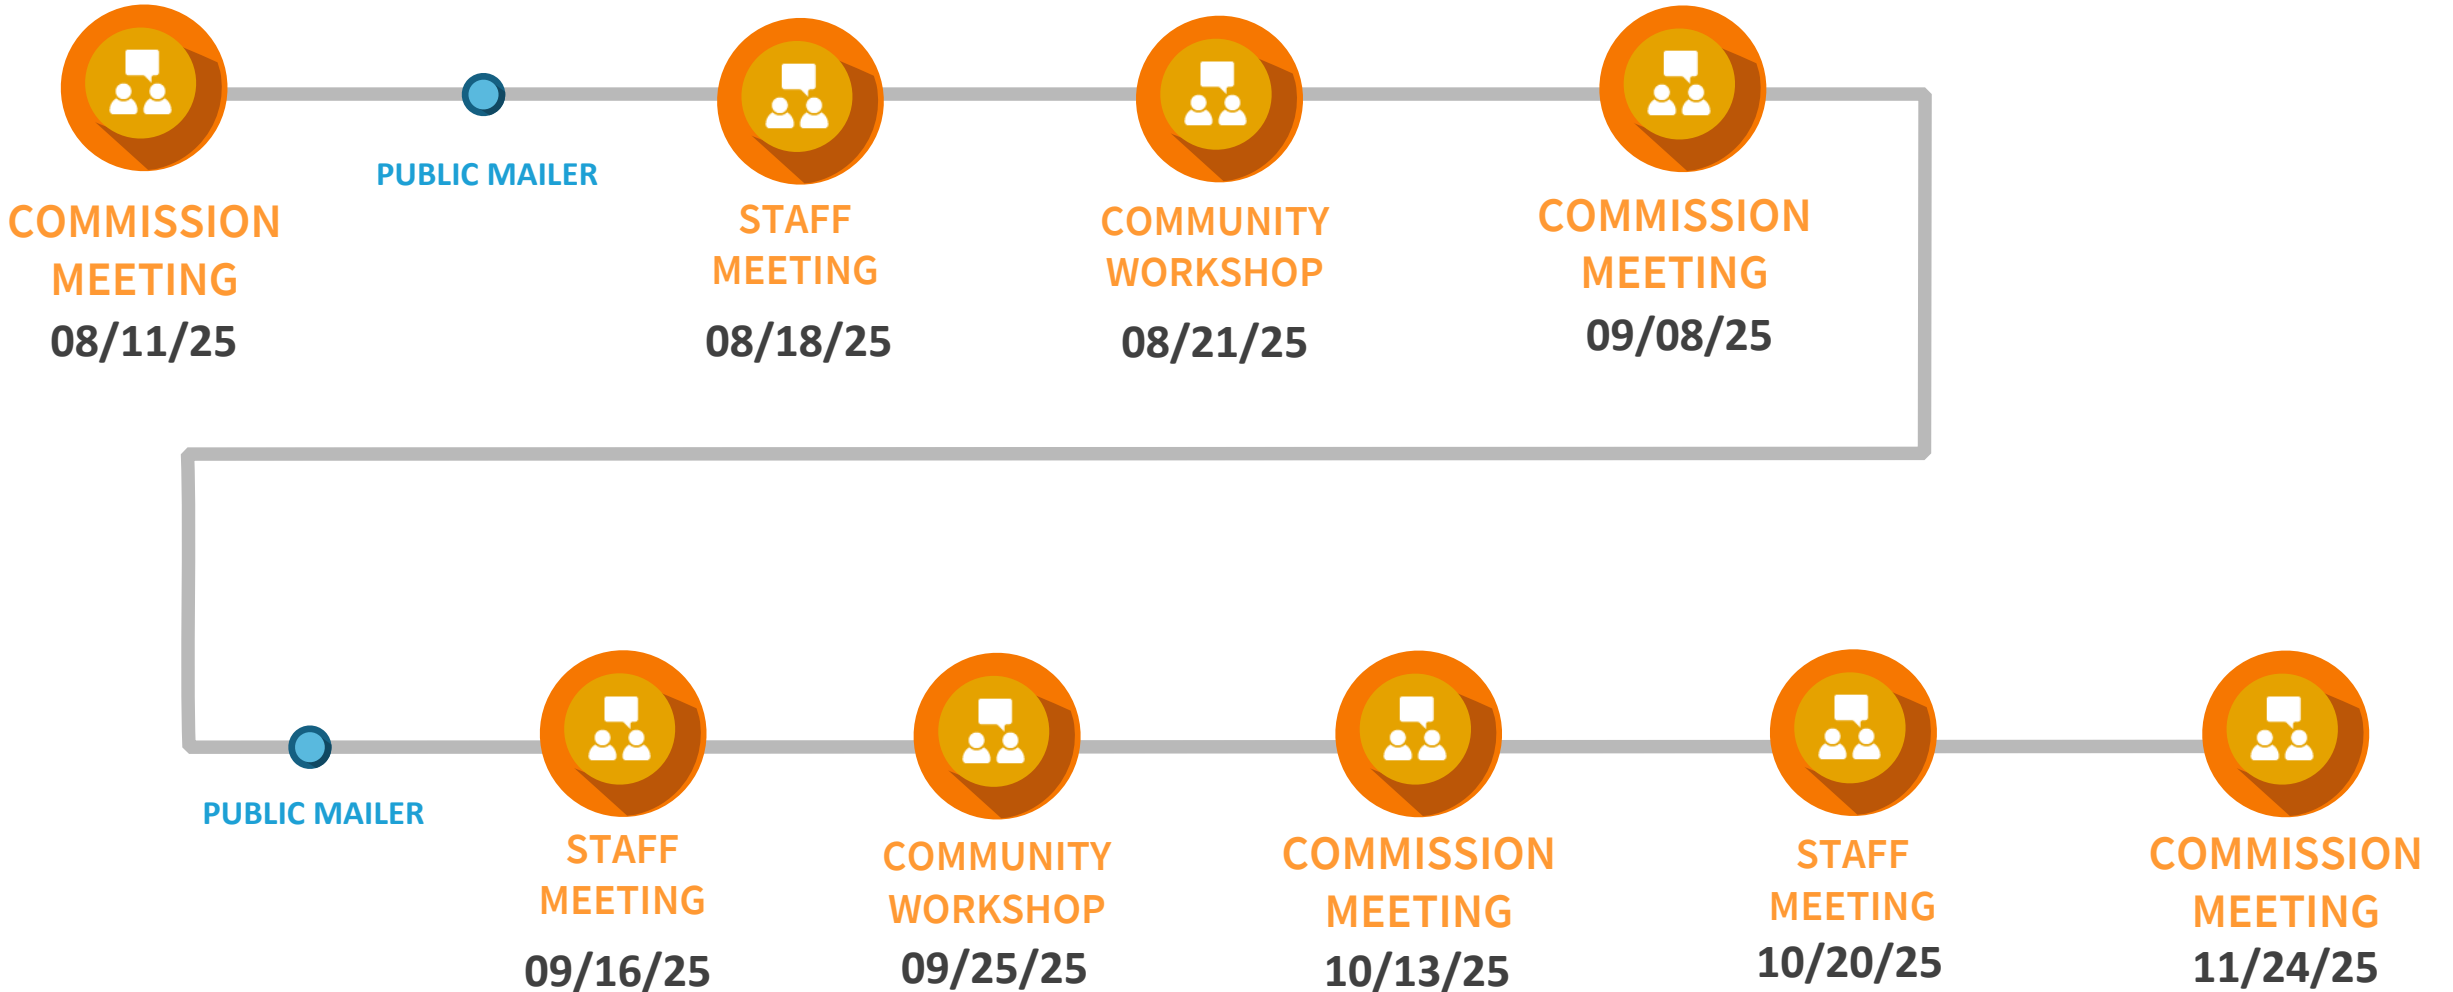 COMMISSION
MEETING
08/11/25
PUBLIC MAILER
STAFF
MEETING
08/18/25
COMMUNITY
WORKSHOP
08/21/25
COMMISSION
MEETING
09/08/25
PUBLIC MAILER
STAFF
MEETING
09/16/25
COMMUNITY
WORKSHOP
09/25/25
COMMISSION
MEETING
10/13/25
STAFF
MEETING
10/20/25
COMMISSION
MEETING
11/24/25